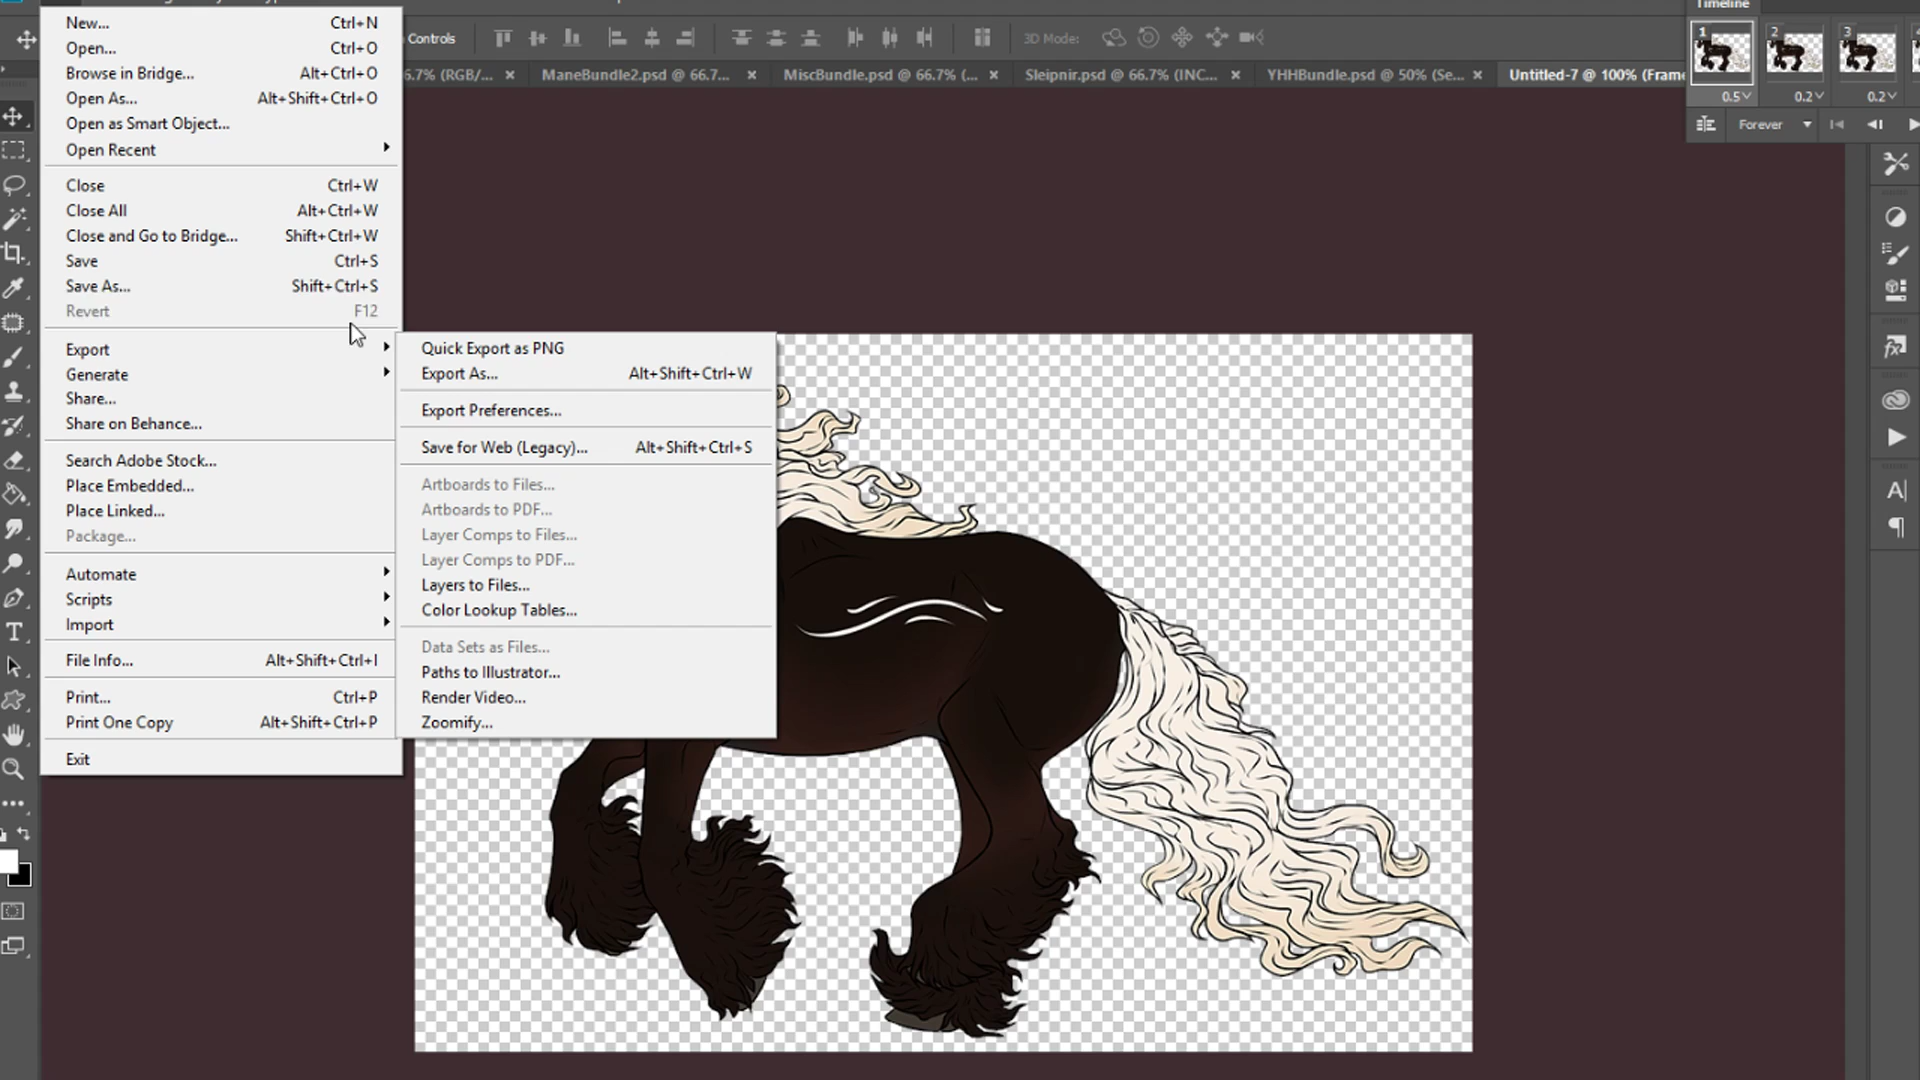 Timeline
New... Ctrl+N
Open... Ctrl+O
Browse in Bridge... Alt+Ctrl+O
Open As... Alt+Shift+Ctrl+O
Open as Smart Object...
Open Recent
Close Ctrl+W
Close All Alt+Ctrl+W
Close and Go to Bridge... Shift+Ctrl+W
Save Ctrl+S
Save As... Shift+Ctrl+S
Revert F12
Export
Generate
Share...
Share on Behance...
Search Adobe Stock...
Place Embedded...
Place Linked...
Package...
Automate
Scripts
Import
File Info... Alt+Shift+Ctrl+I
Print... Ctrl+P
Print One Copy Alt+Shift+Ctrl+P
Exit
Quick Export as PNG
Export As... Alt+Shift+Ctrl+W
Export Preferences...
Save for Web (Legacy)... Alt+Shift+Ctrl+S
Artboards to Files...
Artboards to PDF...
Layer Comps to Files...
Layer Comps to PDF...
Layers to Files...
Color Lookup Tables...
Data Sets as Files...
Paths to Illustrator...
Render Video...
Zoomify...
Controls 3D Mode:
6.7% (RGB/... × ManeBundle2.psd @ 66.7... × MiscBundle.psd @ 66.7% (... × Sleipnir.psd @ 66.7% (INC... × YHHBundle.psd @ 50% (Se... × Untitled-7 @ 100% (Frame
1 2 3
0.5 0.2 0.2
Forever